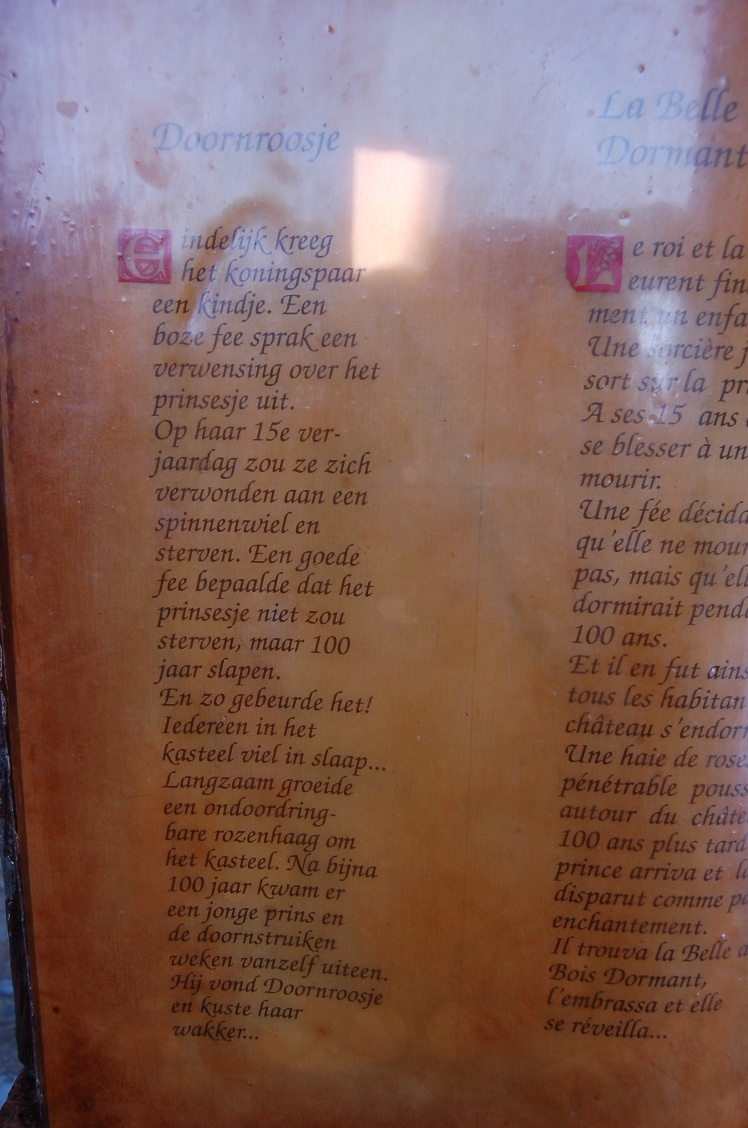 Doornroosje
Eindelijk kreeg
het koningspaar
een kindje. Een
boze fee sprak een
verwensing over het
prinsesje uit.
Op haar 15e ver-
jaardag zou ze zich
verwonden aan een
spinnenwiel en
sterven. Een goede
fee bepaalde dat het
prinsesje niet zou
sterven, maar 100
jaar slapen.
En zo gebeurde het!
Iedereen in het
kasteel viel in slaap...
Langzaam groeide
een ondoordring-
bare rozenhaag om
het kasteel. Na bijna
100 jaar kwam er
een jonge prins en
de doornstruiken
weken vanzelf uiteen.
Hij vond Doornroosje
en kuste haar
wakker...
La Belle
Dormant
Le roi et la
eurent fin
ment un enfa
Une sorcière j
sort sur la pr
A ses 15 ans
se blesser à un
mourir.
Une fée décida
qu'elle ne mour
pas, mais qu'ell
dormirait penda
100 ans.
Et il en fut ains
tous les habitan
château s'endorm
Une haie de rose
pénétrable pouss
autour du châte
100 ans plus tard
prince arriva et la
disparut comme pa
enchantement.
Il trouva la Belle a
Bois Dormant,
l'embrassa et elle
se réveilla...